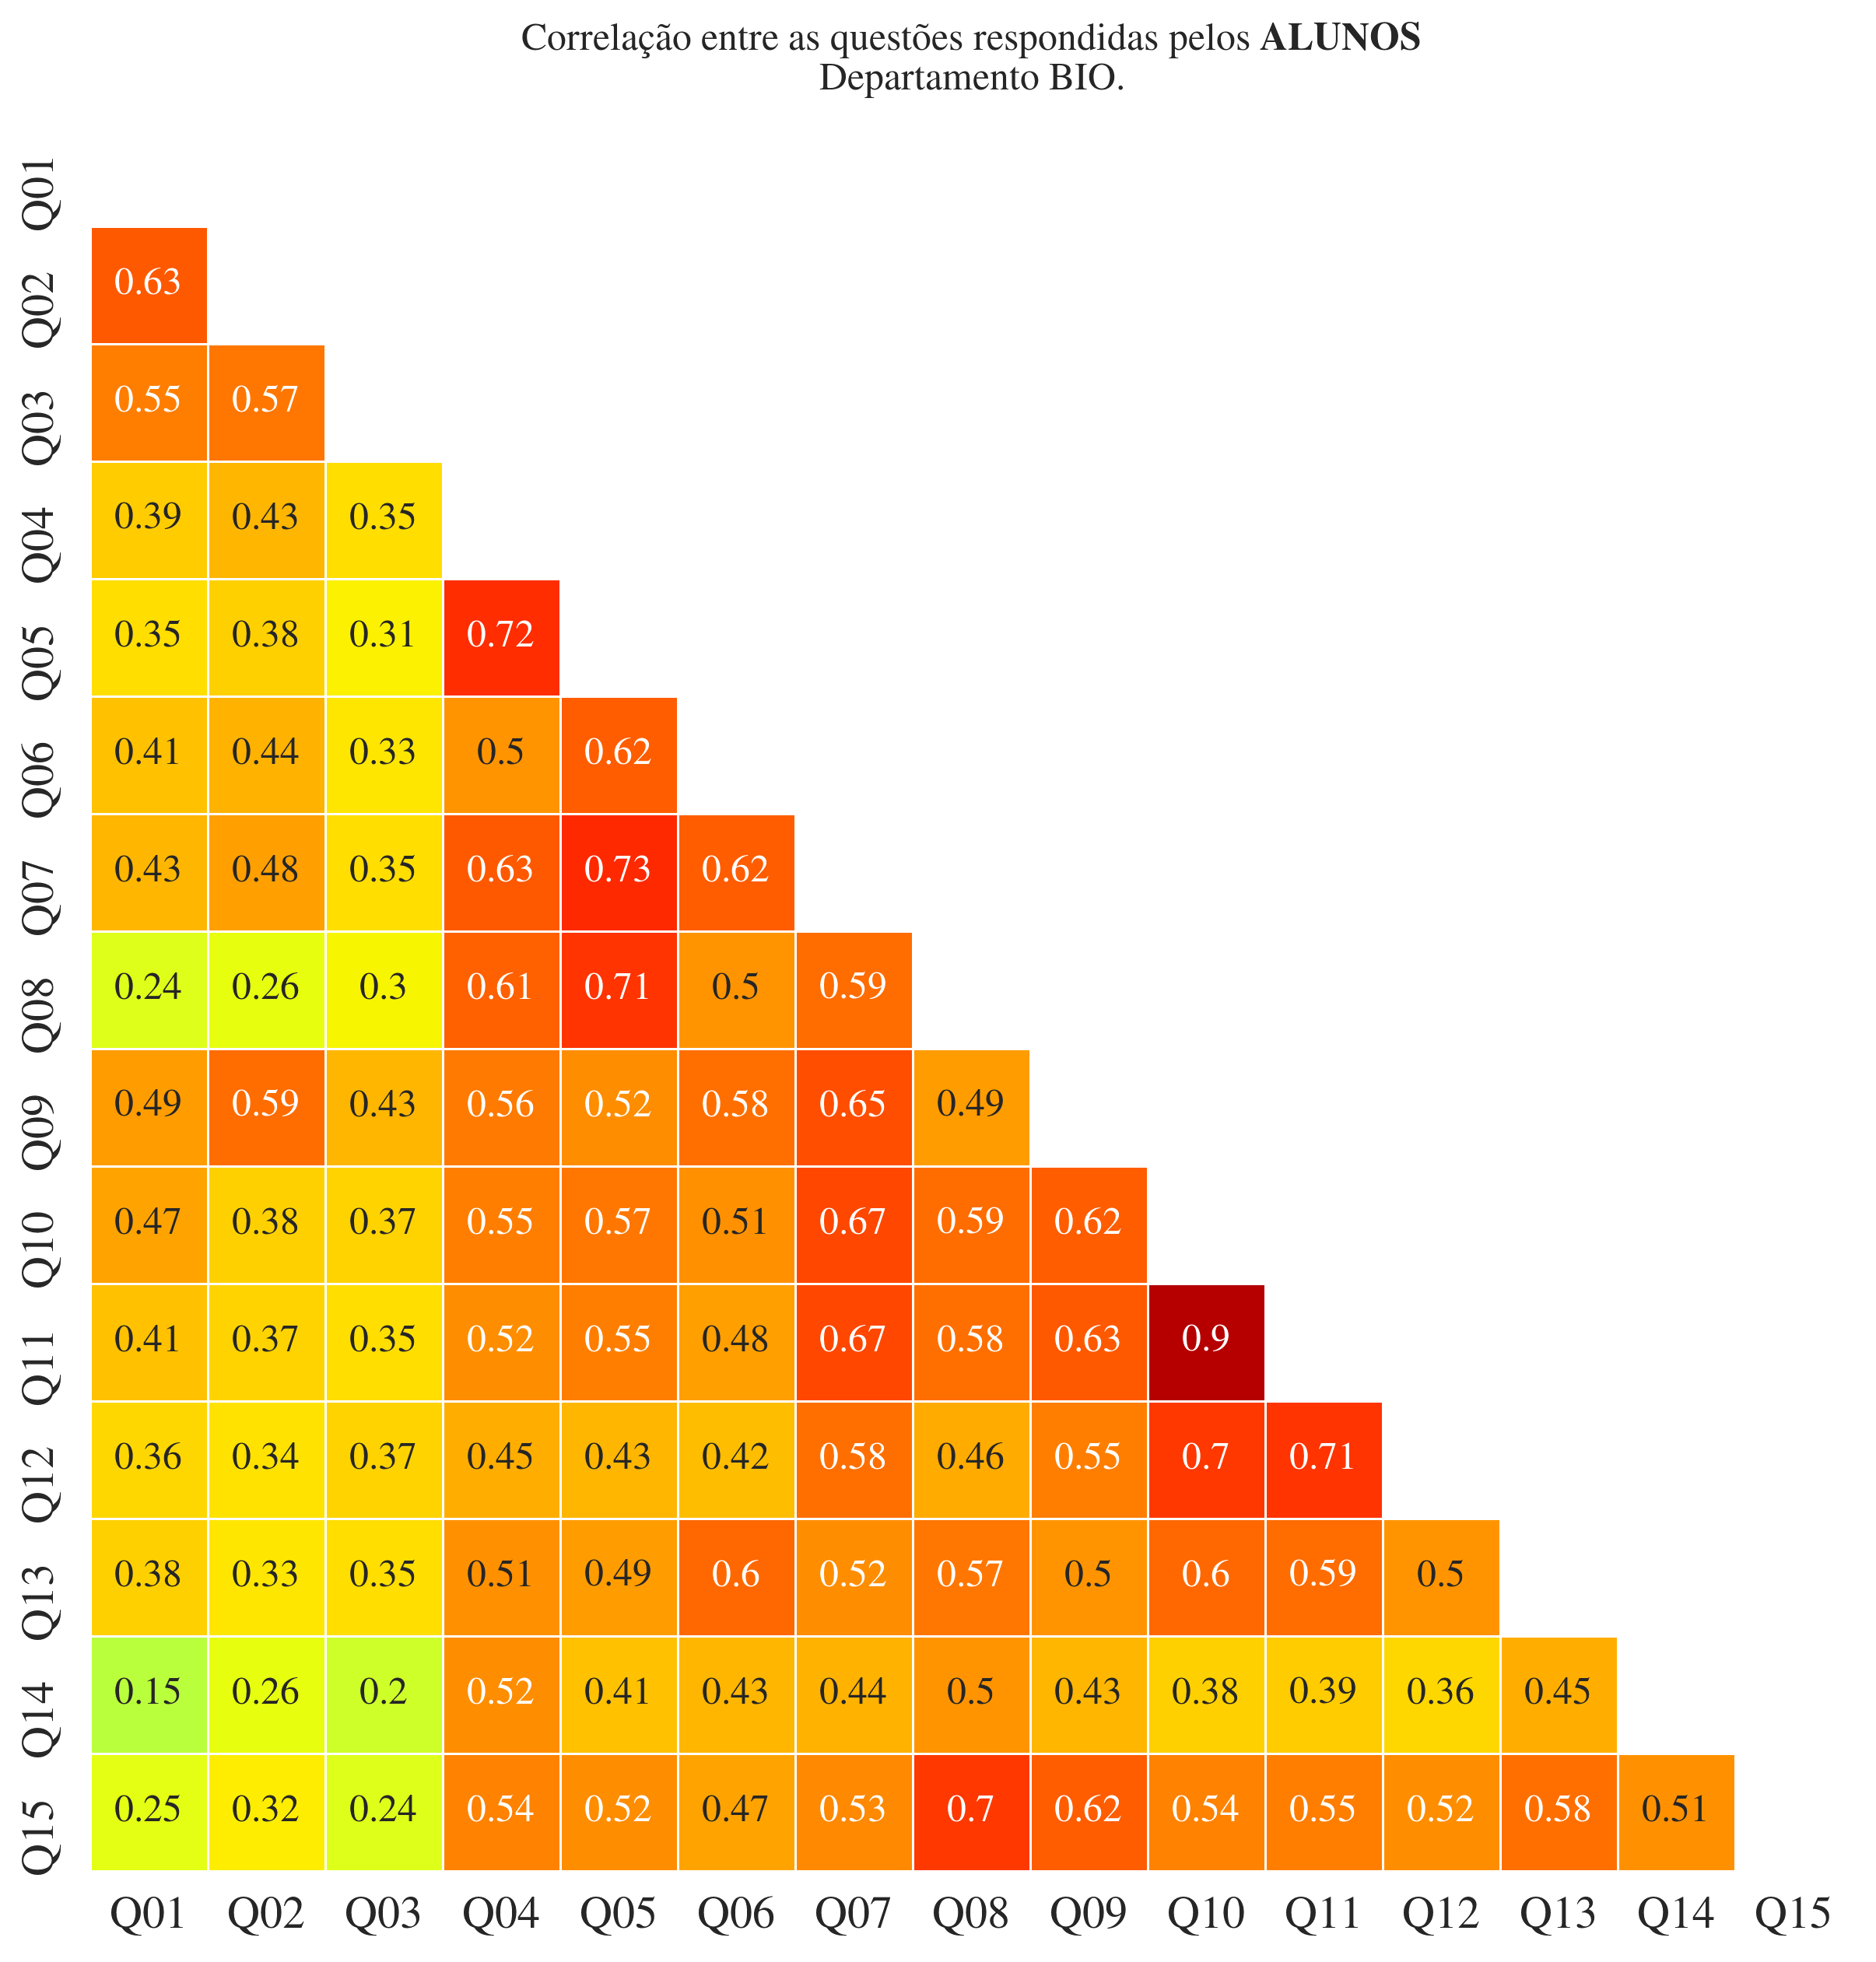 Correlação entre as questões respondidas pelos ALUNOS
Departamento BIO.
Q01
Q02 0.63
Q03 0.55 0.57
Q04 0.39 0.43 0.35
Q05 0.35 0.38 0.31 0.72
Q06 0.41 0.44 0.33 0.5 0.62
Q07 0.43 0.48 0.35 0.63 0.73 0.62
Q08 0.24 0.26 0.3 0.61 0.71 0.5 0.59
Q09 0.49 0.59 0.43 0.56 0.52 0.58 0.65 0.49
Q10 0.47 0.38 0.37 0.55 0.57 0.51 0.67 0.59 0.62
Q11 0.41 0.37 0.35 0.52 0.55 0.48 0.67 0.58 0.63 0.9
Q12 0.36 0.34 0.37 0.45 0.43 0.42 0.58 0.46 0.55 0.7 0.71
Q13 0.38 0.33 0.35 0.51 0.49 0.6 0.52 0.57 0.5 0.6 0.59 0.5
Q14 0.15 0.26 0.2 0.52 0.41 0.43 0.44 0.5 0.43 0.38 0.39 0.36 0.45
Q15 0.25 0.32 0.24 0.54 0.52 0.47 0.53 0.7 0.62 0.54 0.55 0.52 0.58 0.51
Q01 Q02 Q03 Q04 Q05 Q06 Q07 Q08 Q09 Q10 Q11 Q12 Q13 Q14 Q15